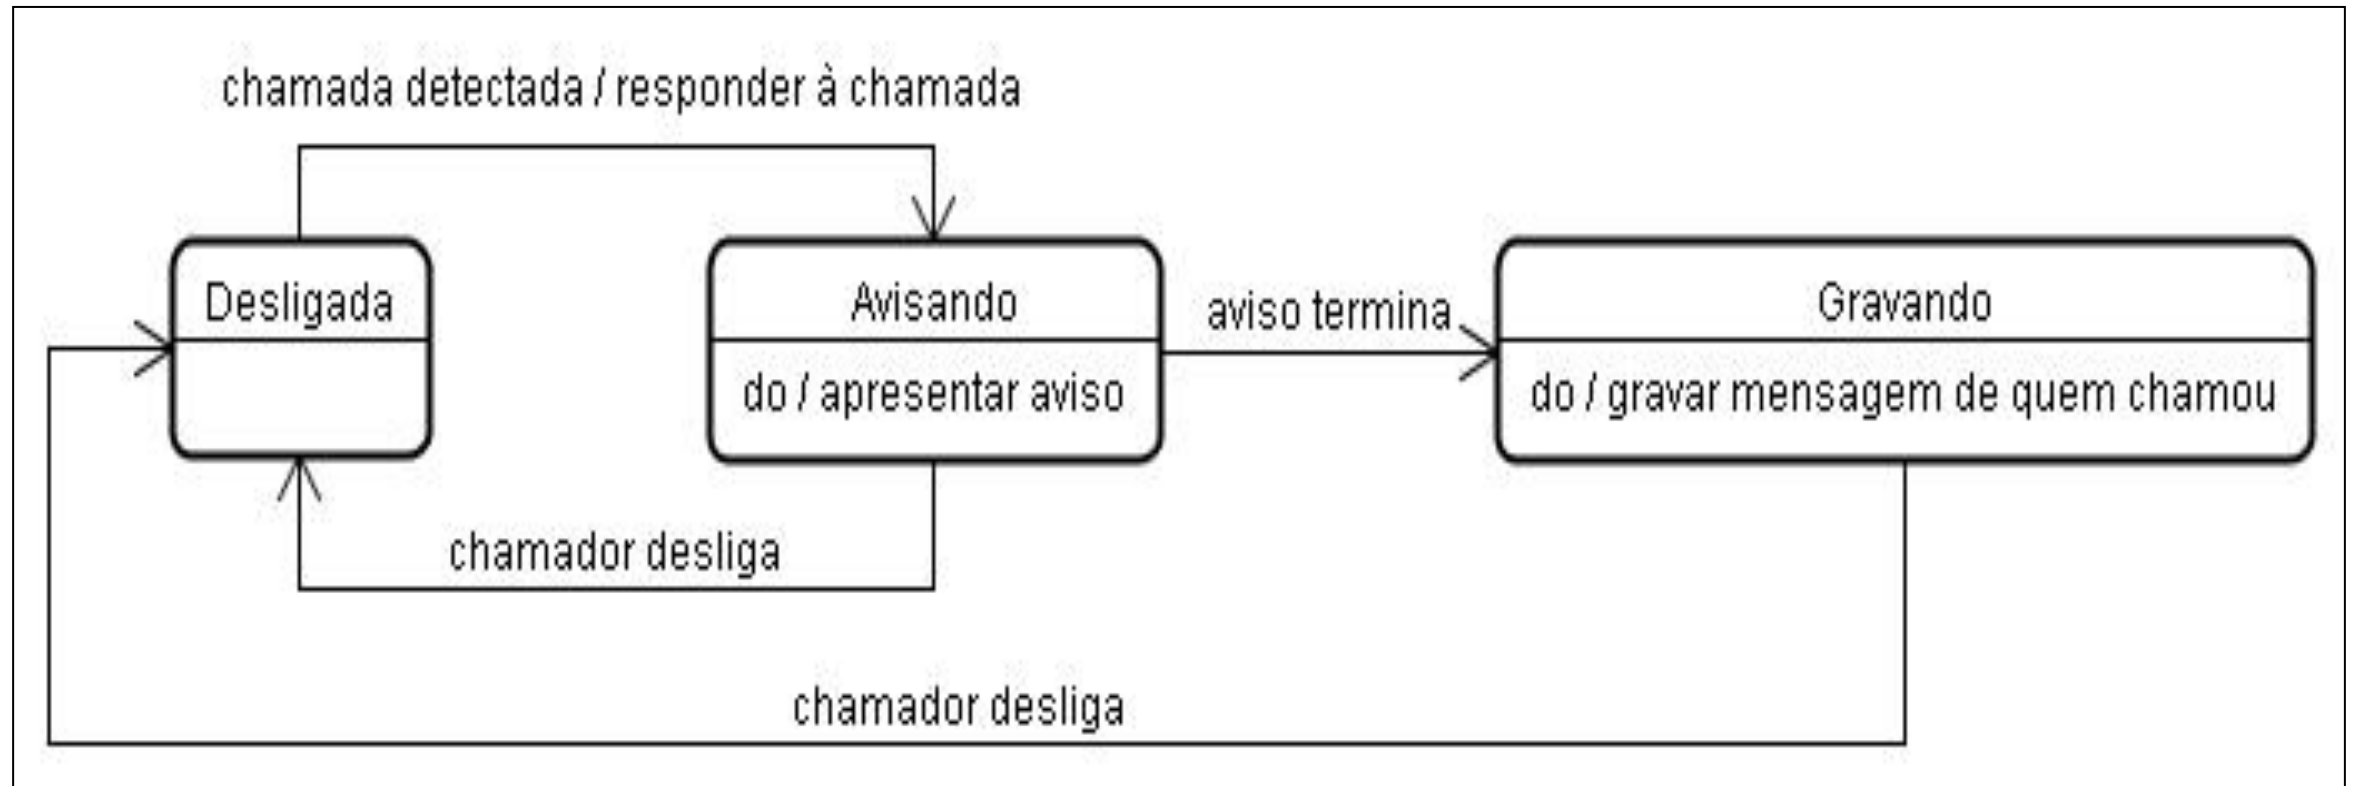 chamada detectada / responder à chamada
Desligada
Avisando
do / apresentar aviso
aviso termina
Gravando
do / gravar mensagem de quem chamou
chamador desliga
chamador desliga